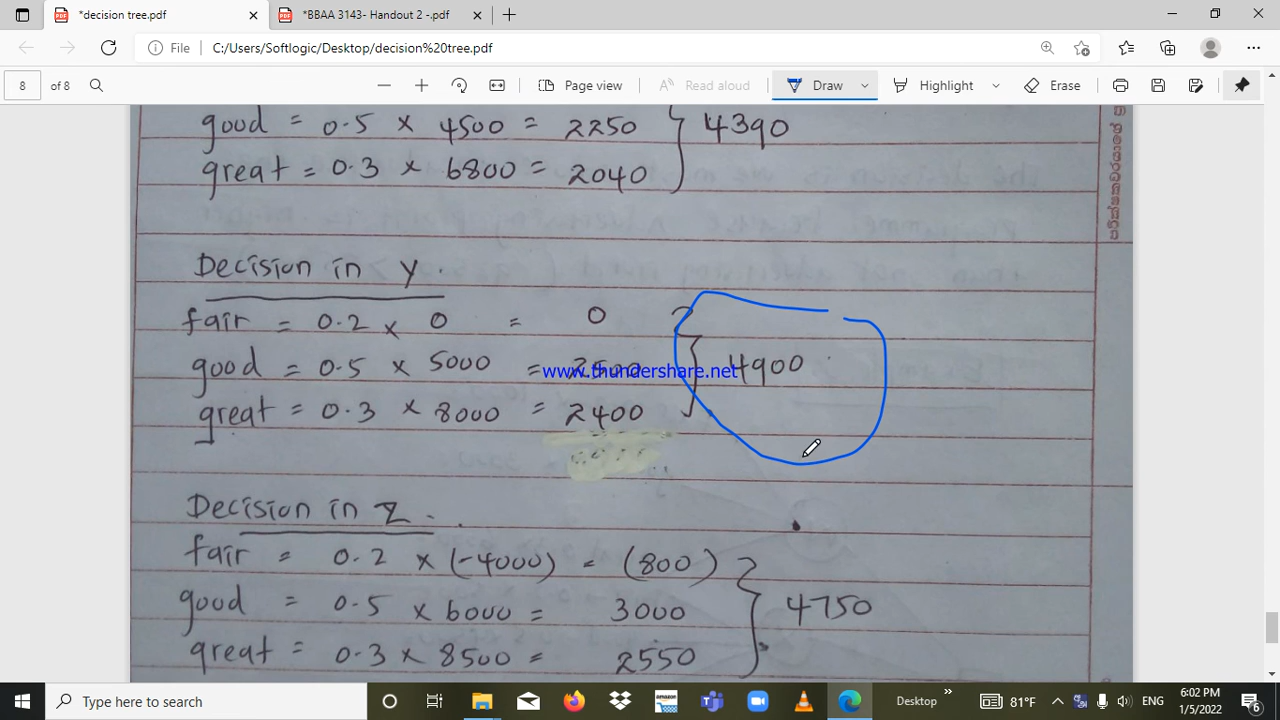 *decision tree.pdf
*BBAA 3143- Handout 2 -.pdf
File
C:/Users/Softlogic/Desktop/decision%20tree.pdf
8 of 8
Page view
Read aloud
Draw
Highlight
Erase
good = 0.5 × 4500 = 2250 } 4390
great = 0.3 × 6800 = 2040
Decision in Y.
fair = 0.2 × 0 = 0
good = 0.5 × 5000 = 2500 } 4900
www.thundershare.net
great = 0.3 × 8000 = 2400
Decision in Z.
fair = 0.2 × (-4000) = (800)
good = 0.5 × 6000 = 3000 } 4750
great = 0.3 × 8500 = 2550
Type here to search
Desktop
81°F
ENG
6:02 PM
1/5/2022
6